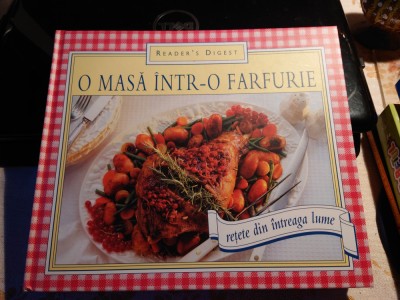 READER'S DIGEST
O MASĂ ÎNTR-O FARFURIE
rețete din întreaga lume